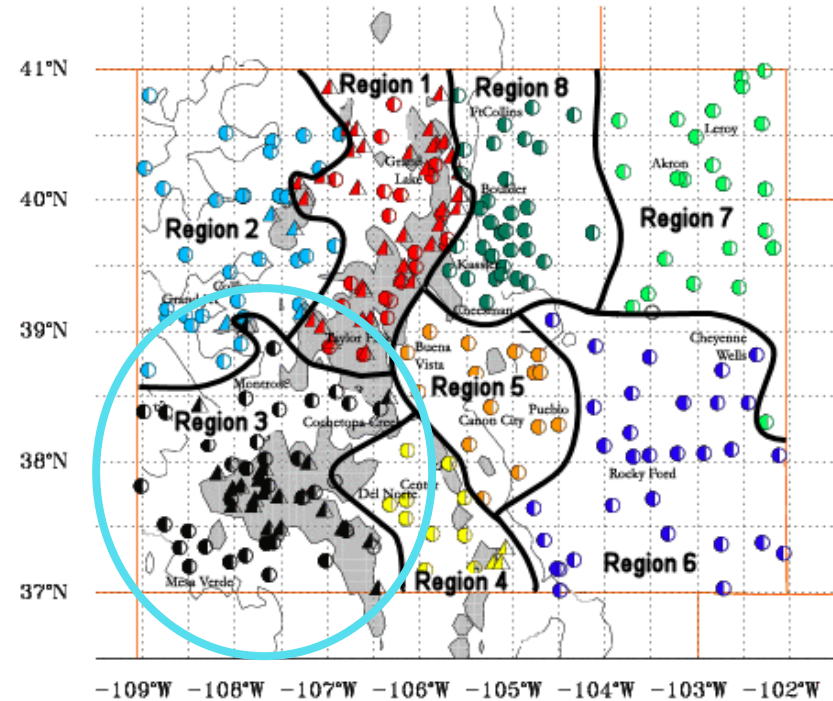 41°N
Region 1
Region 8
FtCollins
Leroy
Grand
Lake
Akron
40°N
Boulder
Region 2
Region 7
Kassler
Grand
Cheesman
39°N
Taylor P
Buena
Vista
Cheyenne
Wells
Montrose
Region 5
Region 3
Cochetopa Creek
Canon City
Pueblo
38°N
Rocky Ford
Center
Del Norte
Region 6
Mesa Verde
Region 4
37°N
-109°W -108°W -107°W -106°W -105°W -104°W -103°W -102°W